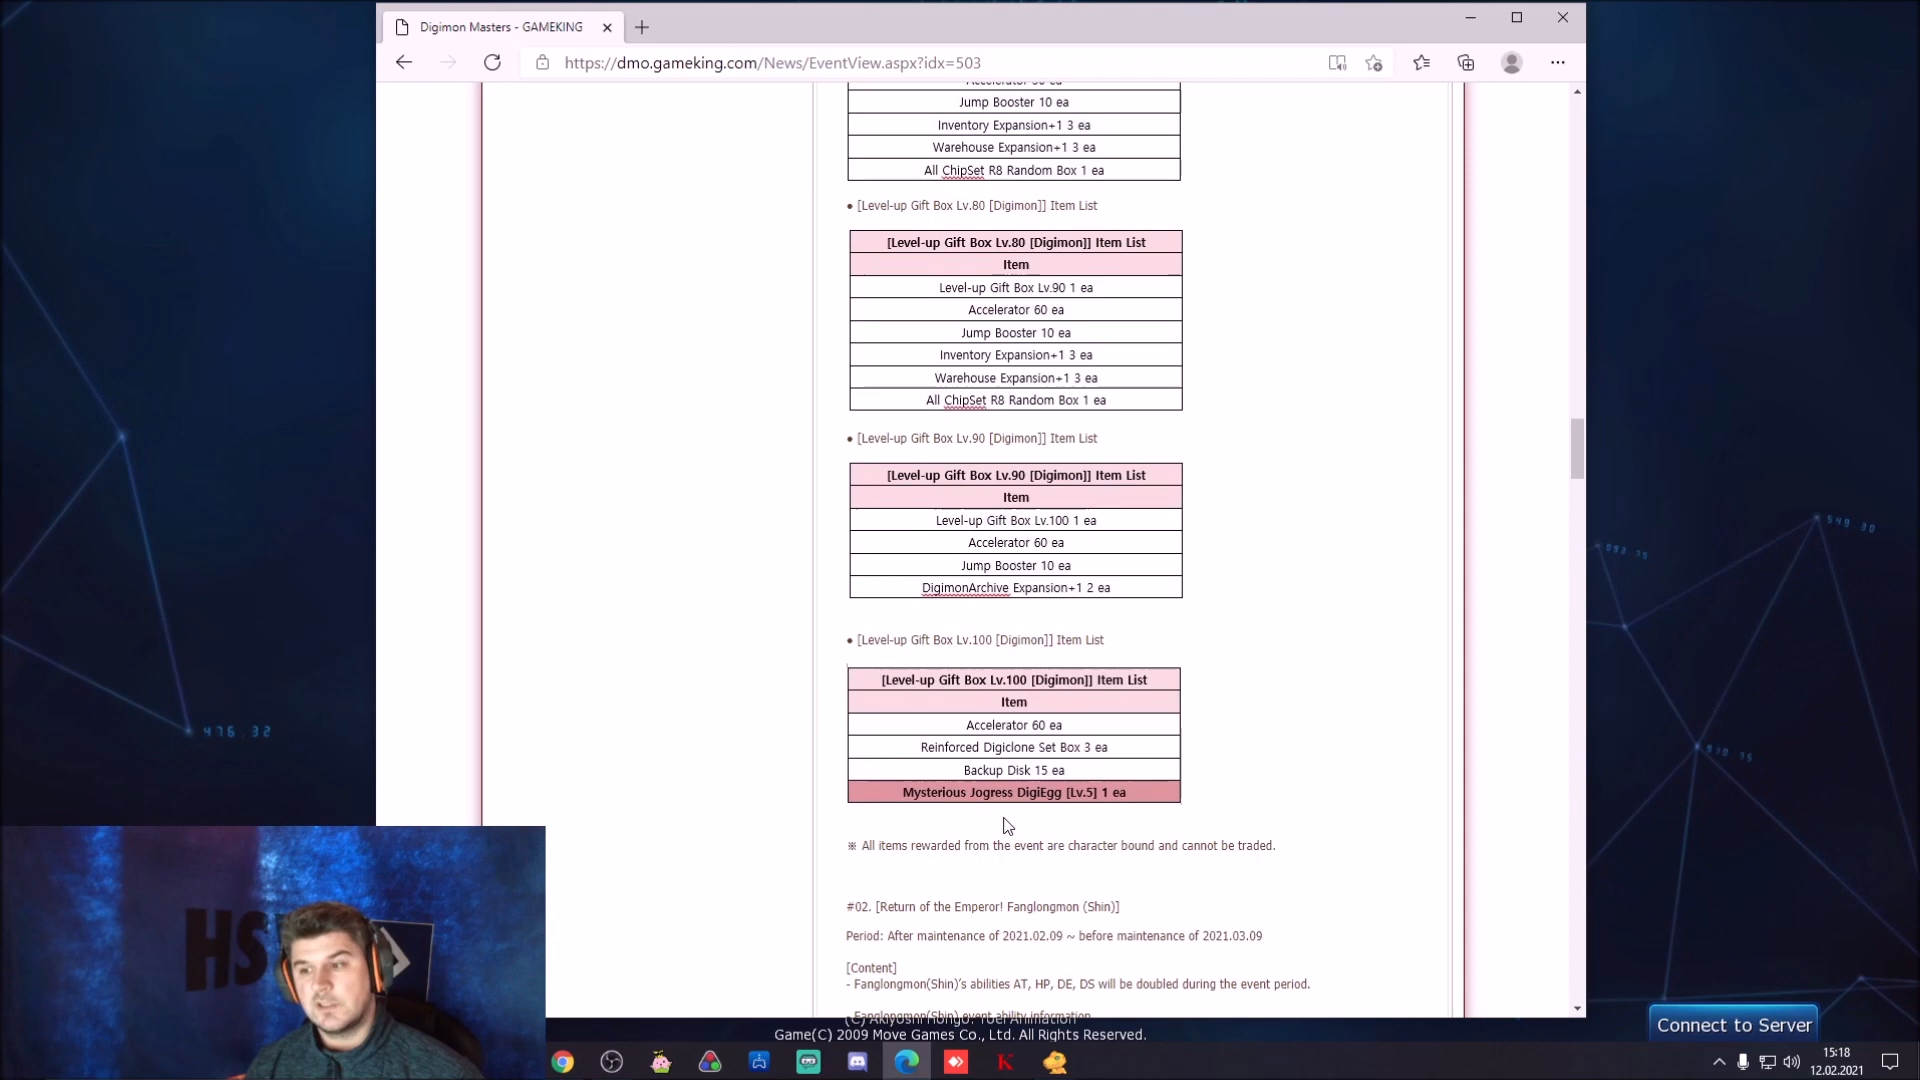 Digimon Masters - GAMEKING
https://dmo.gameking.com/News/EventView.aspx?idx=503
Jump Booster 10 ea
Inventory Expansion+1 3 ea
Warehouse Expansion+1 3 ea
All ChipSet R8 Random Box 1 ea
● [Level-up Gift Box Lv.80 [Digimon]] Item List
[Level-up Gift Box Lv.80 [Digimon]] Item List
Item
Level-up Gift Box Lv.90 1 ea
Accelerator 60 ea
Jump Booster 10 ea
Inventory Expansion+1 3 ea
Warehouse Expansion+1 3 ea
All ChipSet R8 Random Box 1 ea
● [Level-up Gift Box Lv.90 [Digimon]] Item List
[Level-up Gift Box Lv.90 [Digimon]] Item List
Item
Level-up Gift Box Lv.100 1 ea
Accelerator 60 ea
Jump Booster 10 ea
DigimonArchive Expansion+1 2 ea
● [Level-up Gift Box Lv.100 [Digimon]] Item List
[Level-up Gift Box Lv.100 [Digimon]] Item List
Item
Accelerator 60 ea
Reinforced Digiclone Set Box 3 ea
Backup Disk 15 ea
Mysterious Jogress DigiEgg [Lv.5] 1 ea
※ All items rewarded from the event are character bound and cannot be traded.
#02. [Return of the Emperor! Fanglongmon (Shin)]
Period: After maintenance of 2021.02.09 ~ before maintenance of 2021.03.09
[Content]
- Fanglongmon(Shin)'s abilities AT, HP, DE, DS will be doubled during the event period.
- Fanglongmon(Shin) event ability information
Game(C) 2009 Move Games Co., Ltd. All Rights Reserved.
Connect to Server
476.32
HS
15:18
12.02.2021